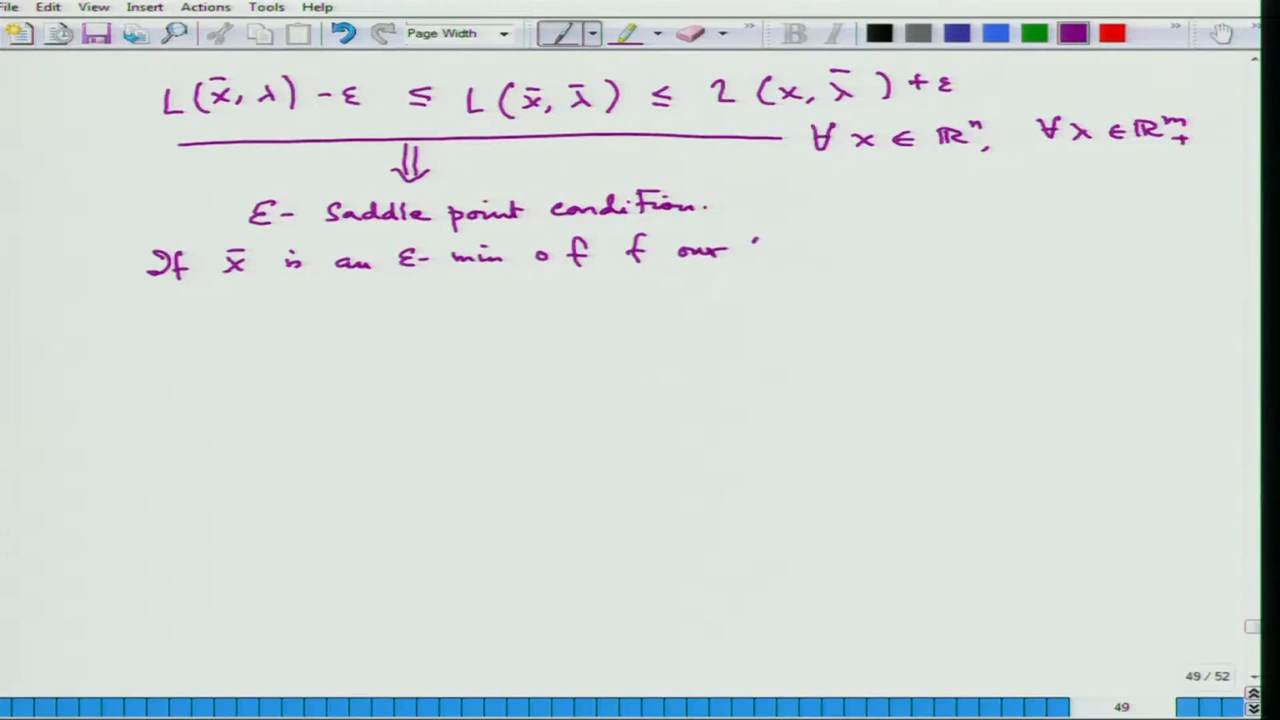 File Edit View Insert Actions Tools Help
Page Width
L(x̄, λ) - ε ≤ L(x̄, λ̄) ≤ L(x, λ̄) + ε
∀ x ∈ ℝⁿ, ∀ λ ∈ ℝᵐ₊
⇓
ε- saddle point condition.
If x̄ is an ε- min of f over
49 / 52
49